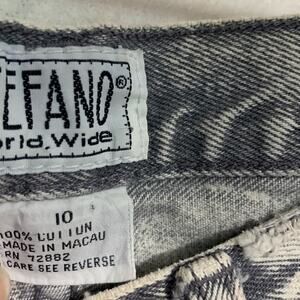 EFANO®
orld, Wide
10
100% COTTON
MADE IN MACAU
RN 72882
CARE SEE REVERSE